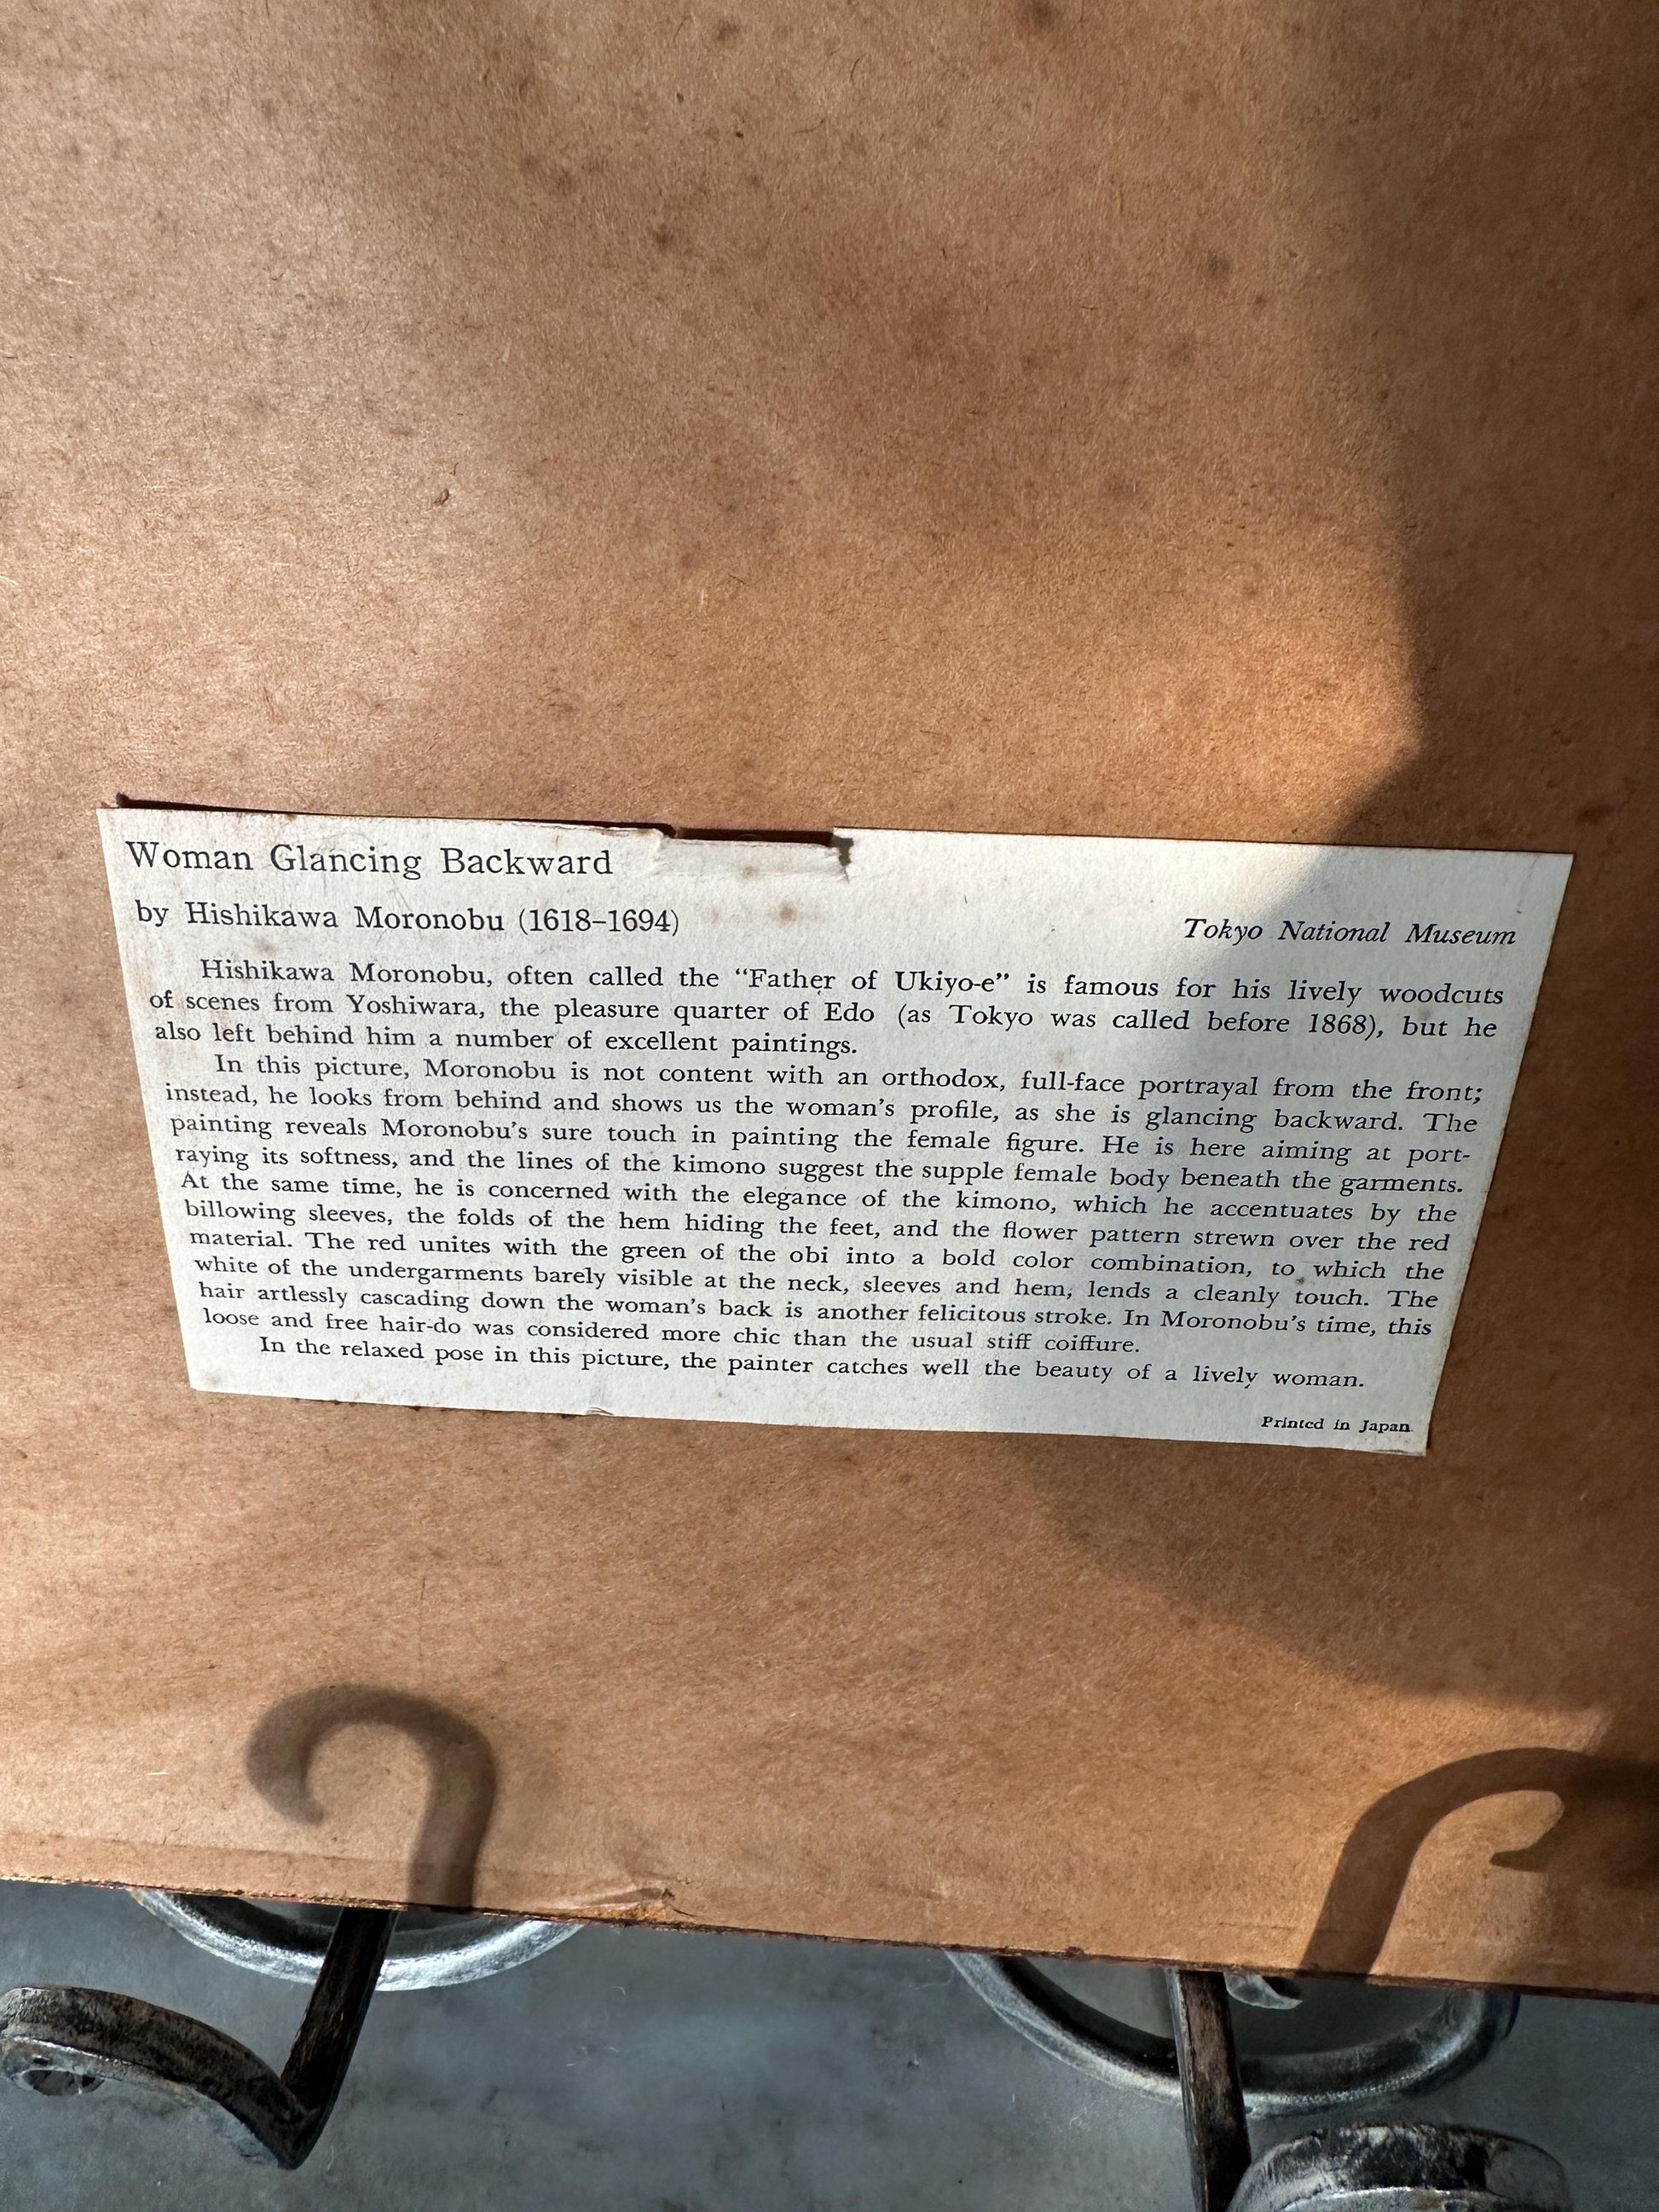 Woman Glancing Backward
by Hishikawa Moronobu (1618–1694)
Tokyo National Museum
Hishikawa Moronobu, often called the “Father of Ukiyo-e” is famous for his lively woodcuts
of scenes from Yoshiwara, the pleasure quarter of Edo (as Tokyo was called before 1868), but he
also left behind him a number of excellent paintings.
In this picture, Moronobu is not content with an orthodox, full-face portrayal from the front;
instead, he looks from behind and shows us the woman’s profile, as she is glancing backward. The
painting reveals Moronobu’s sure touch in painting the female figure. He is here aiming at port-
raying its softness, and the lines of the kimono suggest the supple female body beneath the garments.
At the same time, he is concerned with the elegance of the kimono, which he accentuates by the
billowing sleeves, the folds of the hem hiding the feet, and the flower pattern strewn over the red
material. The red unites with the green of the obi into a bold color combination, to which the
white of the undergarments barely visible at the neck, sleeves and hem, lends a cleanly touch. The
hair artlessly cascading down the woman’s back is another felicitous stroke. In Moronobu’s time, this
loose and free hair-do was considered more chic than the usual stiff coiffure.
In the relaxed pose in this picture, the painter catches well the beauty of a lively woman.
Printed in Japan